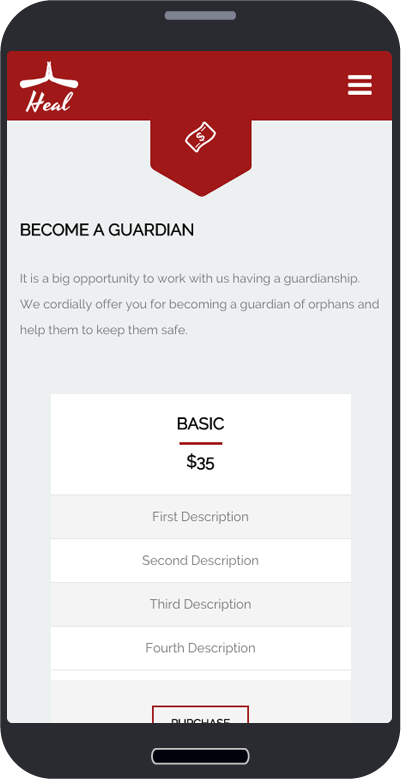 Heal
$
BECOME A GUARDIAN
It is a big opportunity to work with us having a guardianship.
We cordially offer you for becoming a guardian of orphans and
help them to keep them safe.
BASIC
$35
First Description
Second Description
Third Description
Fourth Description
PURCHASE